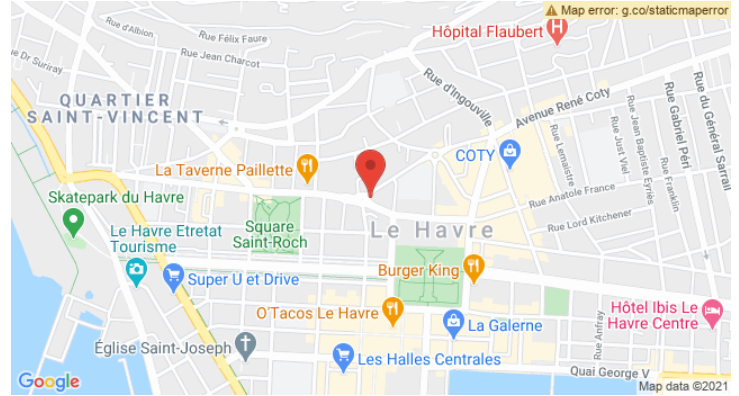 Map error: g.co/staticmaperror
Rue d'Albion
Rue Félix Faure
Hôpital Flaubert
H
Rue Jean Charcot
Rue Dr Suriray
Rue d'Ingouville
QUARTIER
SAINT-VINCENT
Avenue René Coty
Rue Gabriel Péri
Rue du Général Sarrail
Rue Jean Baptiste Eyriès
Rue Just Viel
Rue Lemaistre
Rue Franklin
COTY
La Taverne Paillette
Skatepark du Havre
Rue Anatole France
Rue Lord Kitchener
Square
Saint-Roch
Le Havre
Le Havre Etretat
Tourisme
Super U et Drive
Burger King
O'Tacos Le Havre
La Galerne
Hôtel Ibis Le
Havre Centre
Rue Anfray
Église Saint-Joseph
Les Halles Centrales
Quai George V
Google
Map data ©2021